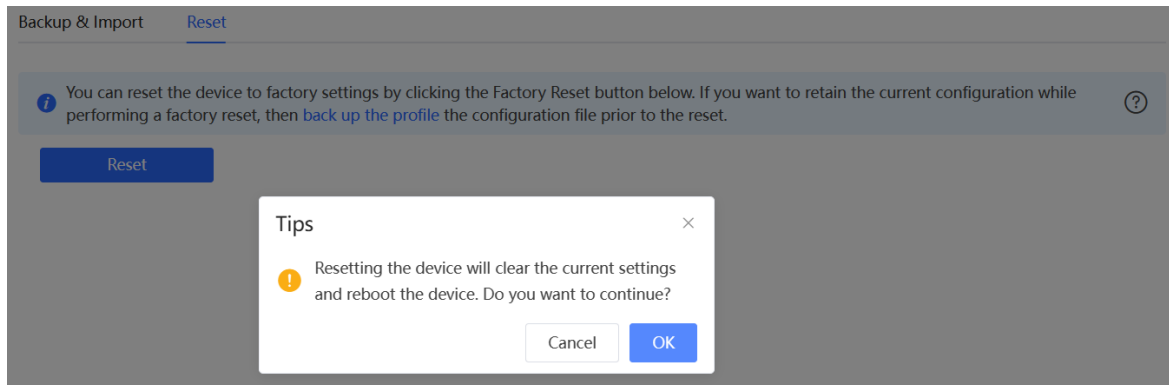 Backup & Import Reset
You can reset the device to factory settings by clicking the Factory Reset button below. If you want to retain the current configuration while
performing a factory reset, then back up the profile the configuration file prior to the reset.
Reset
Tips
Resetting the device will clear the current settings
and reboot the device. Do you want to continue?
Cancel OK